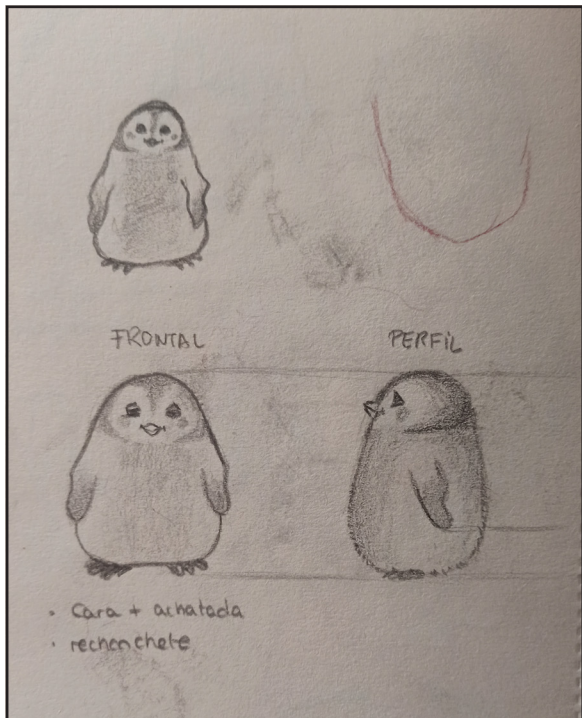 FRONTAL
PERFIL
· Cara + achatada
· rechonchete